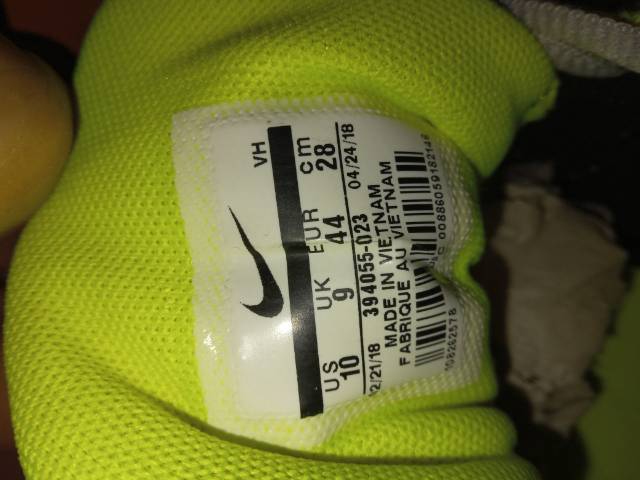 VH
US UK EUR cm
10 9 44 28
2/21/18 394055-023 04/24/18
MADE IN VIETNAM
FABRIQUE AU VIETNAM